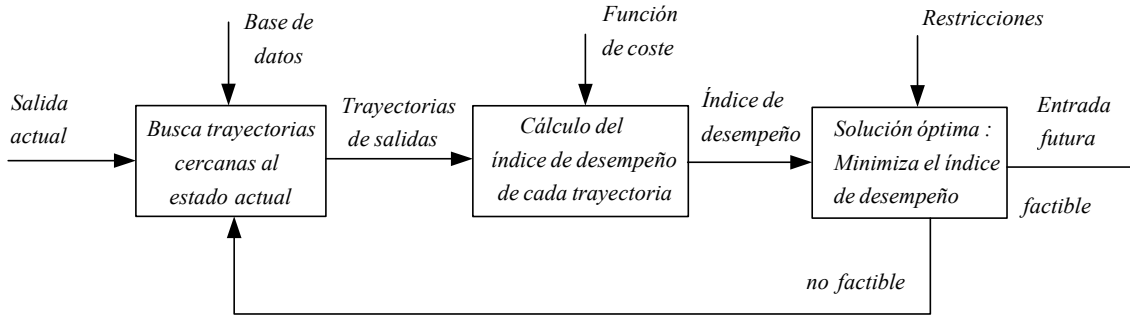 Base de
datos
Función
de coste
Restricciones
Salida
actual
Busca trayectorias
cercanas al
estado actual
Trayectorias
de salidas
Cálculo del
índice de desempeño
de cada trayectoria
Índice de
desempeño
Solución óptima :
Minimiza el índice
de desempeño
Entrada
futura
factible
no factible